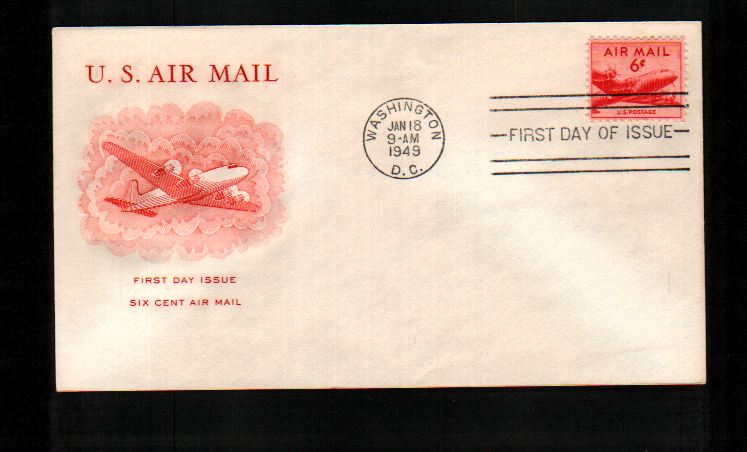 U. S. AIR MAIL
FIRST DAY ISSUE
SIX CENT AIR MAIL
WASHINGTON
JAN 18
9-AM
1949
D. C.
AIR MAIL
6¢
U.S. POSTAGE
FIRST DAY OF ISSUE